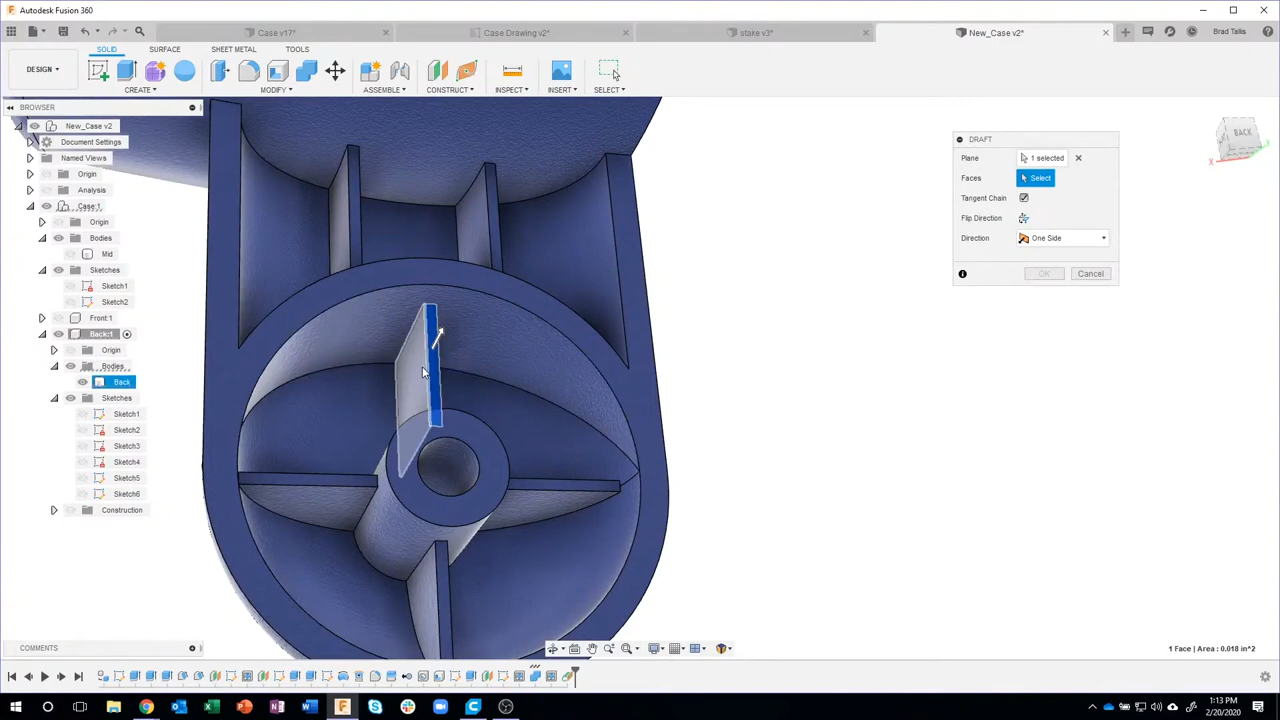 Autodesk Fusion 360
Case v17*
Case Drawing v2*
stake v3*
New_Case v2*
Brad Tallis
DESIGN
SOLID
SURFACE
SHEET METAL
TOOLS
CREATE
MODIFY
ASSEMBLE
CONSTRUCT
INSPECT
INSERT
SELECT
BROWSER
New_Case v2
Document Settings
Named Views
Origin
Analysis
Case:1
Origin
Bodies
Mid
Sketches
Sketch1
Sketch2
Front:1
Back:1
Origin
Bodies
Back
Sketches
Sketch1
Sketch2
Sketch3
Sketch4
Sketch5
Sketch6
Construction
BACK
X
DRAFT
Plane 1 selected
Faces Select
Tangent Chain
Flip Direction
Direction One Side
OK Cancel
COMMENTS
1 Face | Area : 0.018 in^2
1:13 PM
2/20/2020